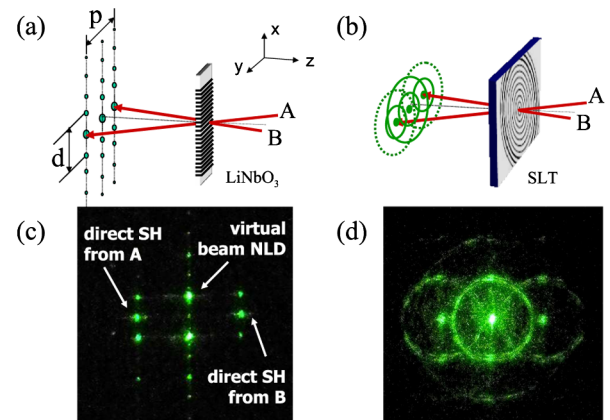 (a)
p
x
y
z
A
B
d
LiNbO₃
(b)
A
B
SLT
(c)
direct SH
from A
virtual
beam NLD
direct SH
from B
(d)